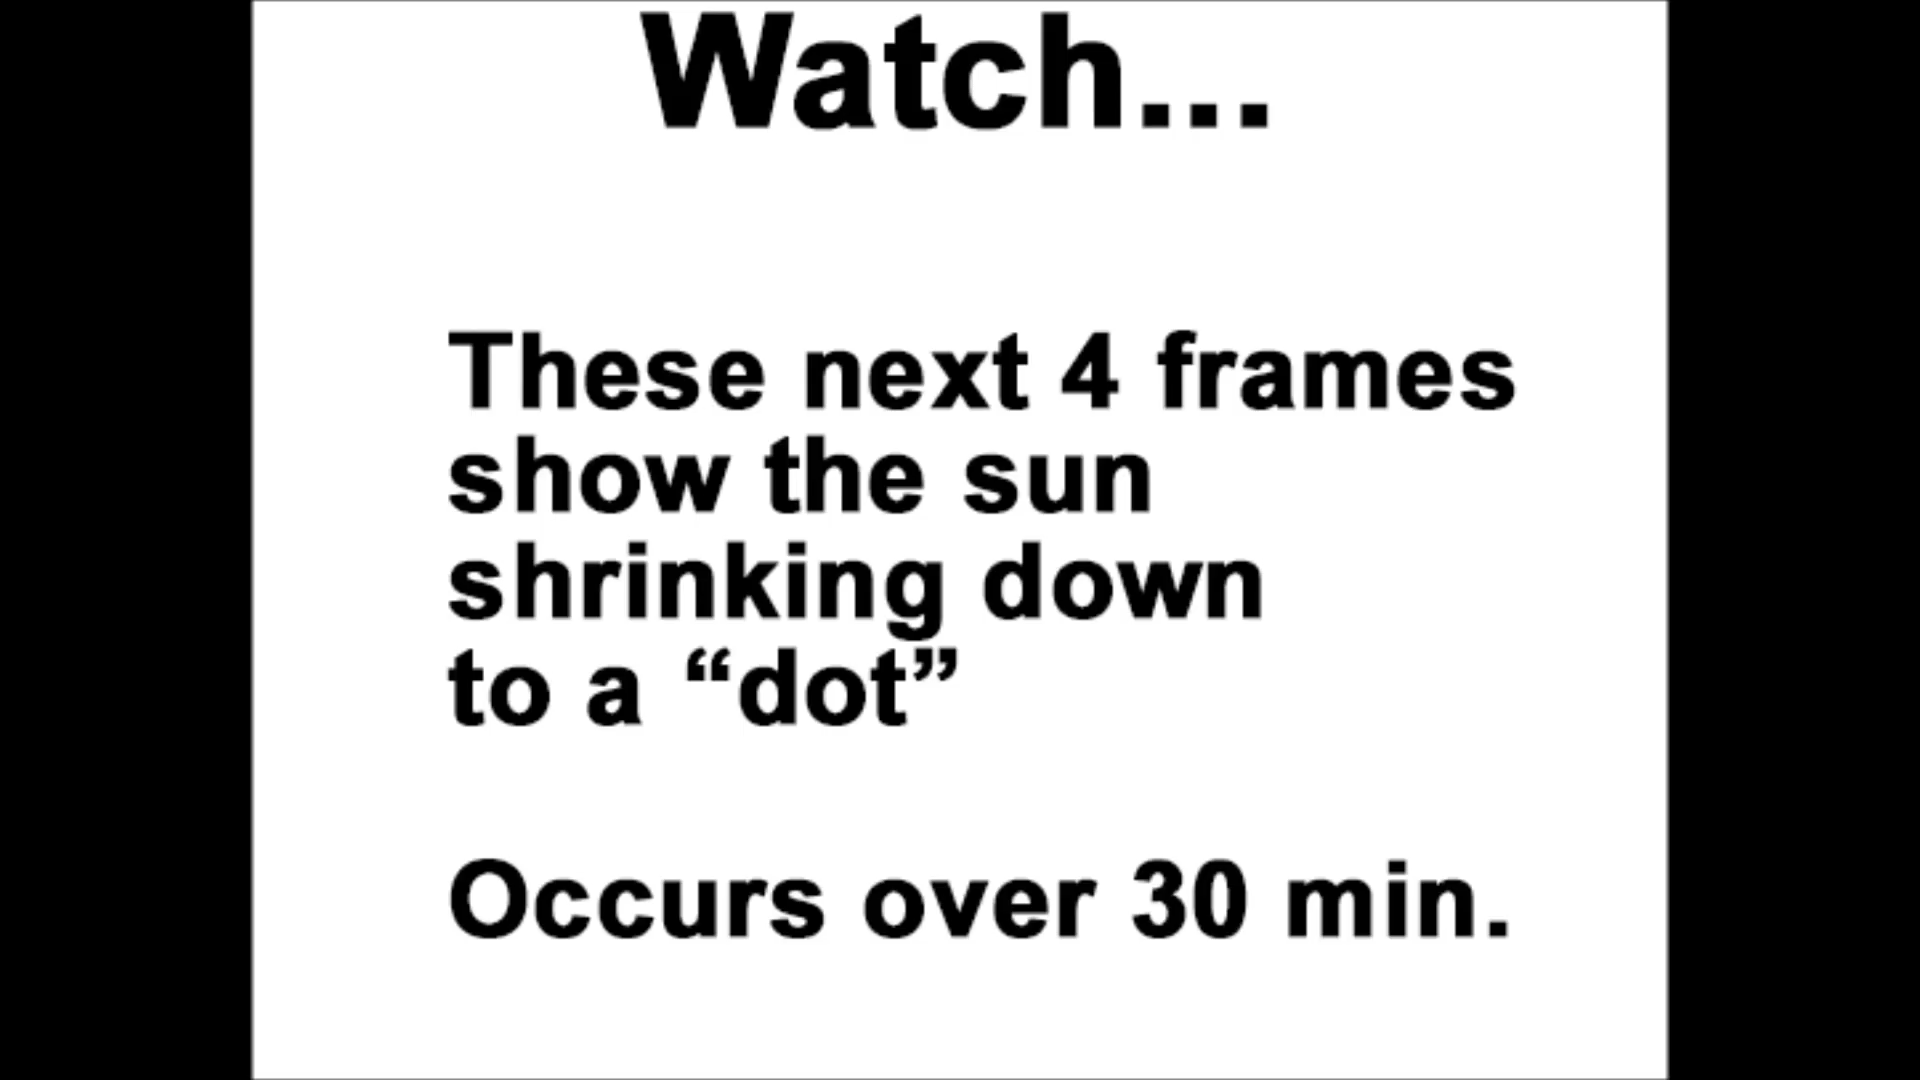 Watch...
These next 4 frames
show the sun
shrinking down
to a “dot”
Occurs over 30 min.